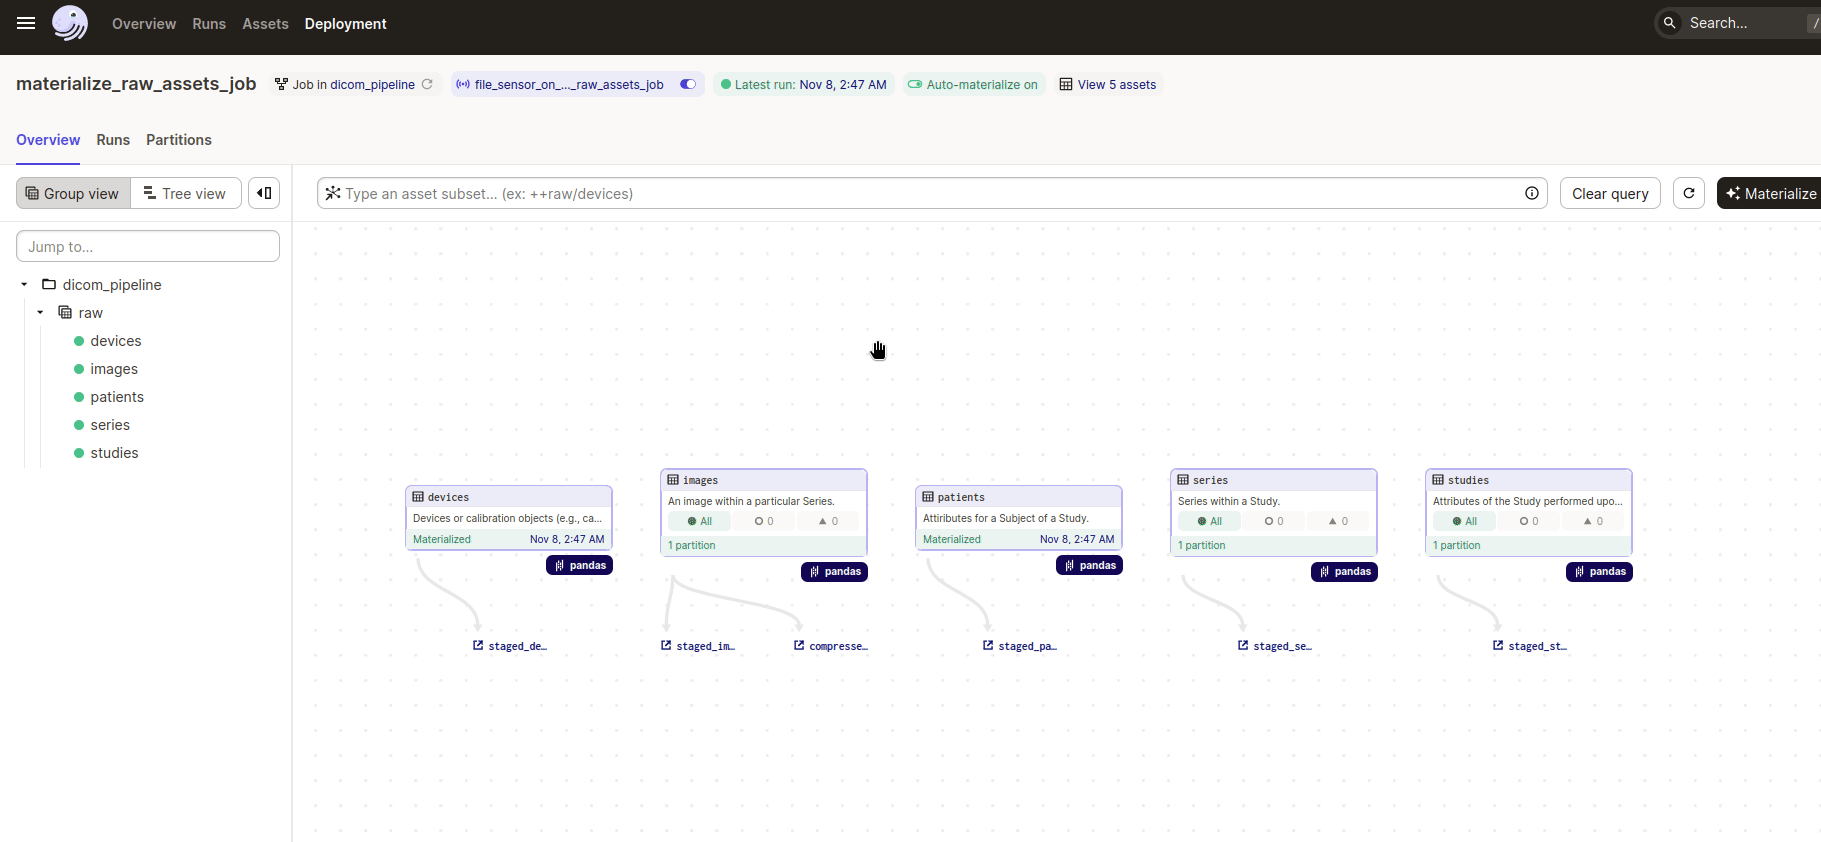 Overview Runs Assets Deployment Search... /
materialize_raw_assets_job Job in dicom_pipeline file_sensor_on_..._raw_assets_job Latest run: Nov 8, 2:47 AM Auto-materialize on View 5 assets
Overview Runs Partitions
Group view Tree view Type an asset subset... (ex: ++raw/devices) Clear query Materialize
Jump to...
dicom_pipeline
raw
devices
images
patients
series
studies
devices
Devices or calibration objects (e.g., ca...
Materialized Nov 8, 2:47 AM
pandas
images
An image within a particular Series.
All 0 0
1 partition
pandas
patients
Attributes for a Subject of a Study.
Materialized Nov 8, 2:47 AM
pandas
series
Series within a Study.
All 0 0
1 partition
pandas
studies
Attributes of the Study performed upo...
All 0 0
1 partition
pandas
staged_de... staged_im... compresse... staged_pa... staged_se... staged_st...